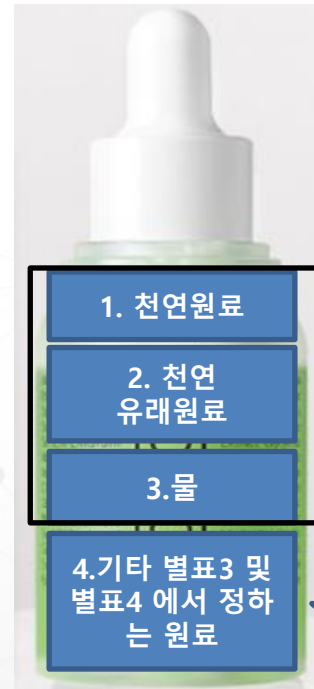 1. 천연원료
2. 천연
유래원료
3.물
4.기타 별표3 및
별표4 에서 정하
는 원료